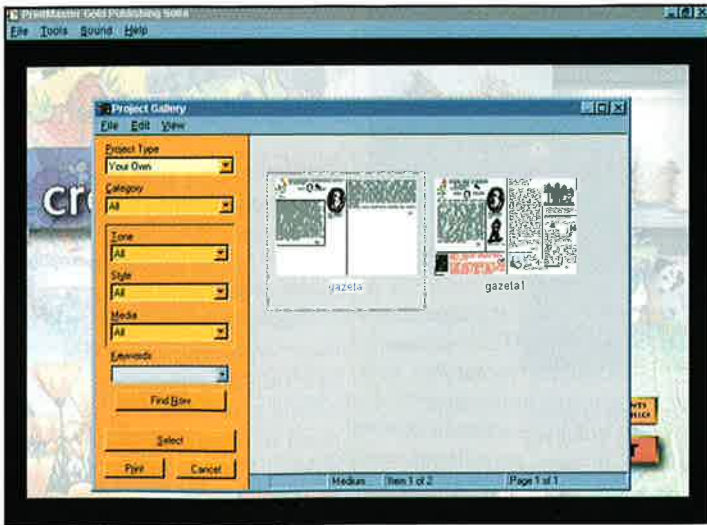 PrintMaster Gold Publishing Suite
File Tools Sound Help
Project Gallery
File Edit View
Project Type
Your Own
Category
All
Tone
All
Style
All
Media
All
Keywords
Find Now
Select
Print Cancel
gazeta gazeta1
Medium Item 1 of 2 Page 1 of 1